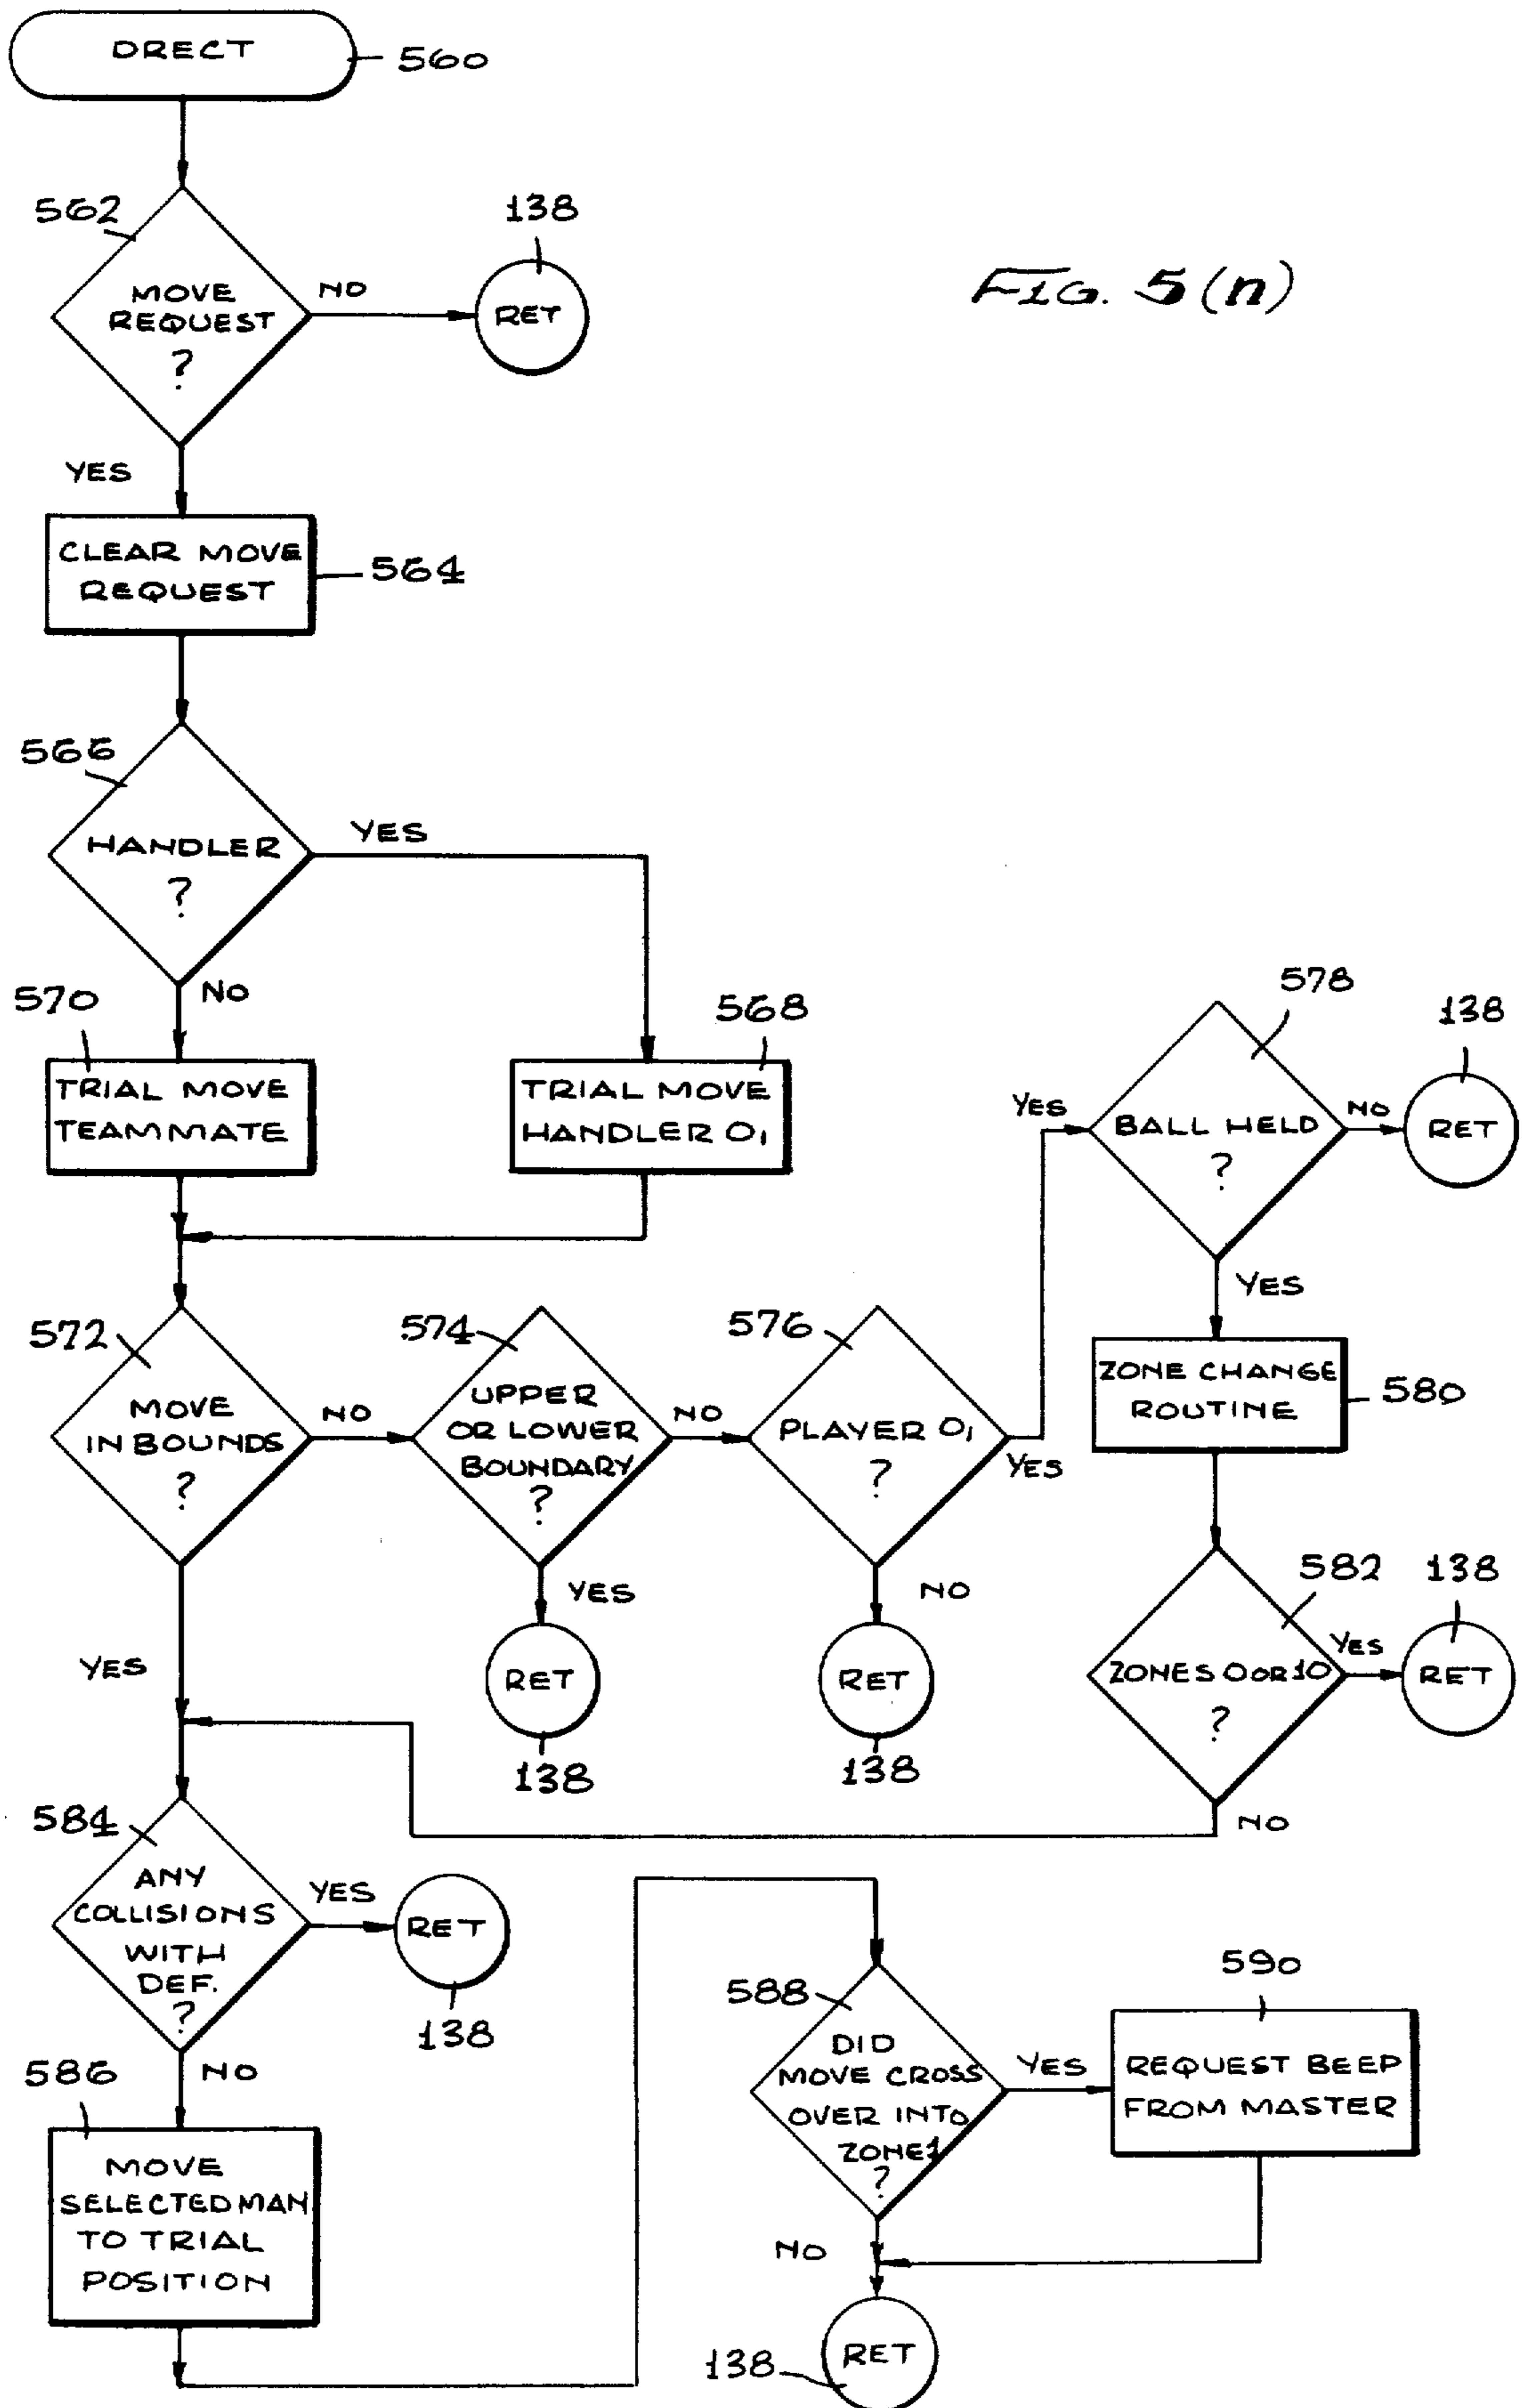 DRECT
560
562
138
MOVE
REQUEST
?
NO
RET
FIG. 5(n)
YES
CLEAR MOVE
REQUEST
564
566
HANDLER
?
YES
NO
570
TRIAL MOVE
TEAMMATE
568
TRIAL MOVE
HANDLER O1
578
138
YES
BALL HELD
?
NO
RET
YES
572
MOVE
IN BOUNDS
?
NO
574
UPPER
OR LOWER
BOUNDARY
?
NO
576
PLAYER O1
?
YES
ZONE CHANGE
ROUTINE
580
YES
RET
138
NO
RET
138
582
138
ZONES 0 OR 10
?
YES
RET
NO
YES
584
ANY
COLLISIONS
WITH
DEF.
?
YES
RET
138
NO
586
MOVE
SELECTED MAN
TO TRIAL
POSITION
588
DID
MOVE CROSS
OVER INTO
ZONE 1
?
YES
590
REQUEST BEEP
FROM MASTER
NO
RET
138